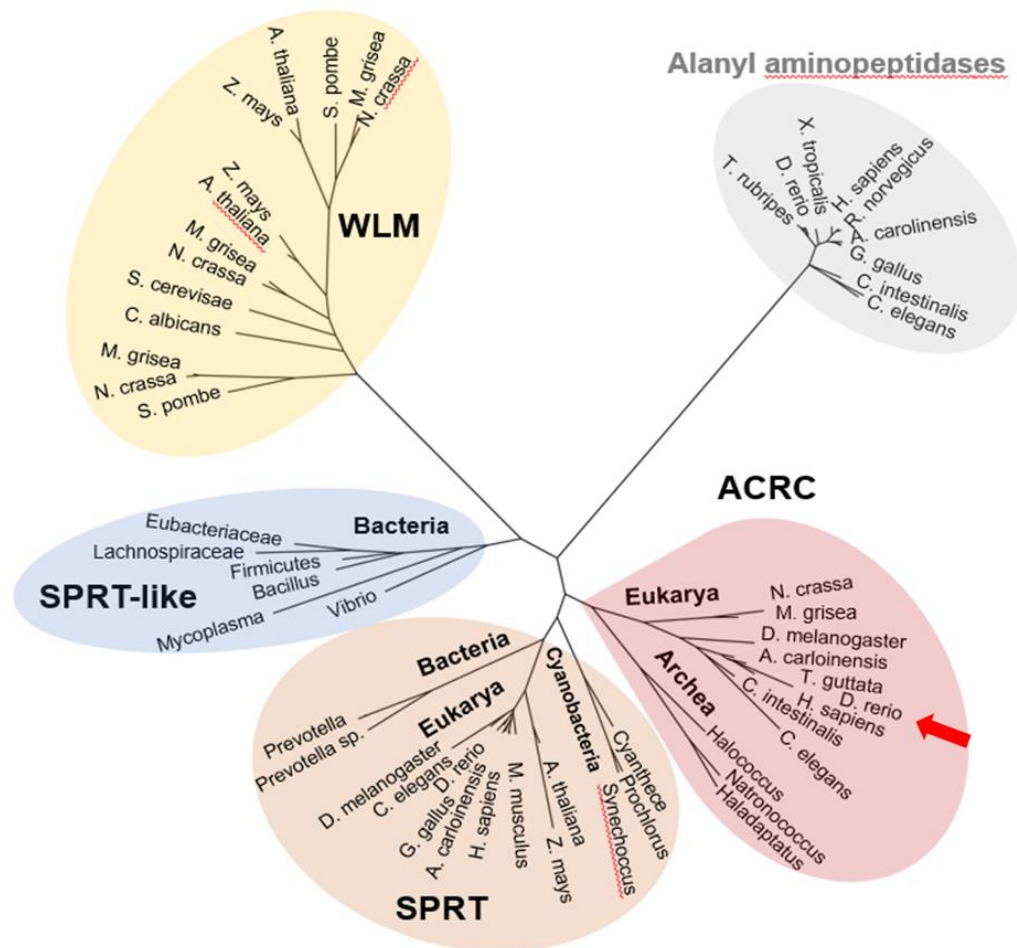 A. thaliana
Z. mays
S. pombe
M. grisea
N. crassa
Z. mays
A. thaliana
M. grisea
N. crassa
S. cerevisae
C. albicans
M. grisea
N. crassa
S. pombe
WLM
Alanyl aminopeptidases
X. tropicalis
D. rerio
T. rubripes
H. sapiens
R. norvegicus
A. carolinensis
G. gallus
C. intestinalis
C. elegans
Bacteria
Eubacteriaceae
Lachnospiraceae
Firmicutes
Bacillus
SPRT-like
Mycoplasma
Vibrio
ACRC
Eukarya
N. crassa
M. grisea
D. melanogaster
A. carloinensis
T. guttata
D. rerio
H. sapiens
C. intestinalis
C. elegans
Archea
Halococcus
Natronococcus
Haladaptatus
Bacteria
Prevotella
Prevotella sp.
Eukarya
D. melanogaster
C. elegans
D. rerio
G. gallus
A. carloinensis
H. sapiens
M. musculus
A. thaliana
Z. mays
Cyanobacteria
Cyanthece
Prochlorus
Synechoccus
SPRT